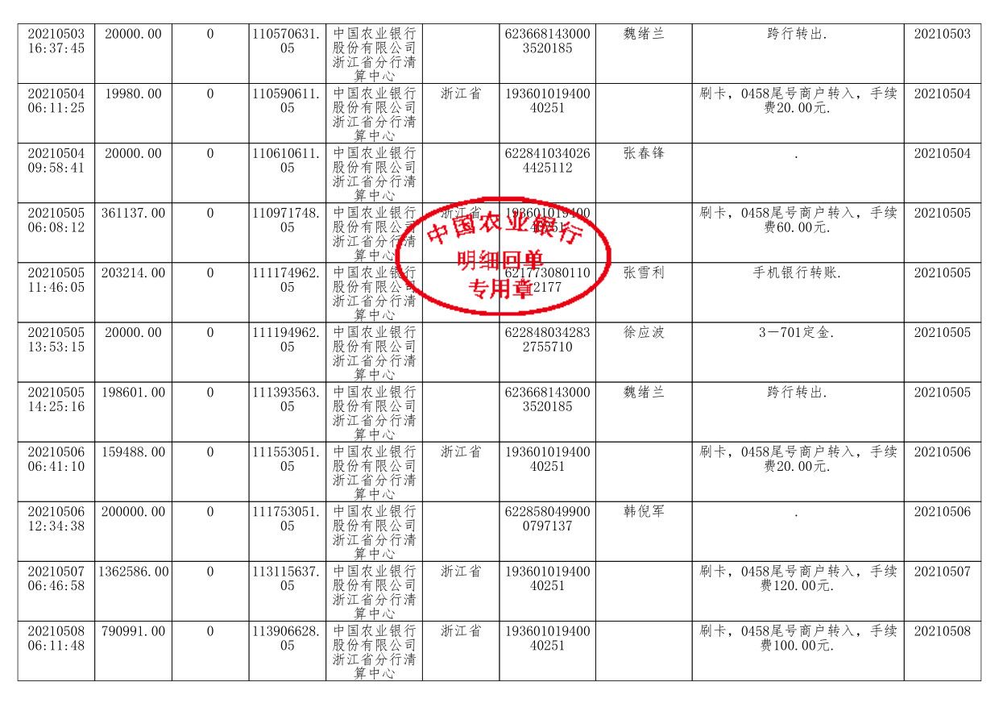 20210503 20000.00 0 110570631. 中国农业银行 623668143000 魏绪兰 跨行转出. 20210503
16:37:45 05 股份有限公司 3520185
浙江省分行清
算中心
20210504 19980.00 0 110590611. 中国农业银行 浙江省 193601019400 刷卡，0458尾号商户转入，手续 20210504
06:11:25 05 股份有限公司 40251 费20.00元.
浙江省分行清
算中心
20210504 20000.00 0 110610611. 中国农业银行 622841034026 张春锋 . 20210504
09:58:41 05 股份有限公司 4425112
浙江省分行清
算中心
20210505 361137.00 0 110971748. 中国农业银行 浙江省 193601019400 刷卡，0458尾号商户转入，手续 20210505
06:08:12 05 股份有限公司 40251 费60.00元.
浙江省分行清
算中心
中国农业银行
明细回单
专用章
20210505 203214.00 0 111174962. 中国农业银行 621773080110 张雪利 手机银行转账. 20210505
11:46:05 05 股份有限公司 2177
浙江省分行清
算中心
20210505 20000.00 0 111194962. 中国农业银行 622848034283 徐应波 3－701定金. 20210505
13:53:15 05 股份有限公司 2755710
浙江省分行清
算中心
20210505 198601.00 0 111393563. 中国农业银行 623668143000 魏绪兰 跨行转出. 20210505
14:25:16 05 股份有限公司 3520185
浙江省分行清
算中心
20210506 159488.00 0 111553051. 中国农业银行 浙江省 193601019400 刷卡，0458尾号商户转入，手续 20210506
06:41:10 05 股份有限公司 40251 费20.00元.
浙江省分行清
算中心
20210506 200000.00 0 111753051. 中国农业银行 622858049900 韩倪军 . 20210506
12:34:38 05 股份有限公司 0797137
浙江省分行清
算中心
20210507 1362586.00 0 113115637. 中国农业银行 浙江省 193601019400 刷卡，0458尾号商户转入，手续 20210507
06:46:58 05 股份有限公司 40251 费120.00元.
浙江省分行清
算中心
20210508 790991.00 0 113906628. 中国农业银行 浙江省 193601019400 刷卡，0458尾号商户转入，手续 20210508
06:11:48 05 股份有限公司 40251 费100.00元.
浙江省分行清
算中心